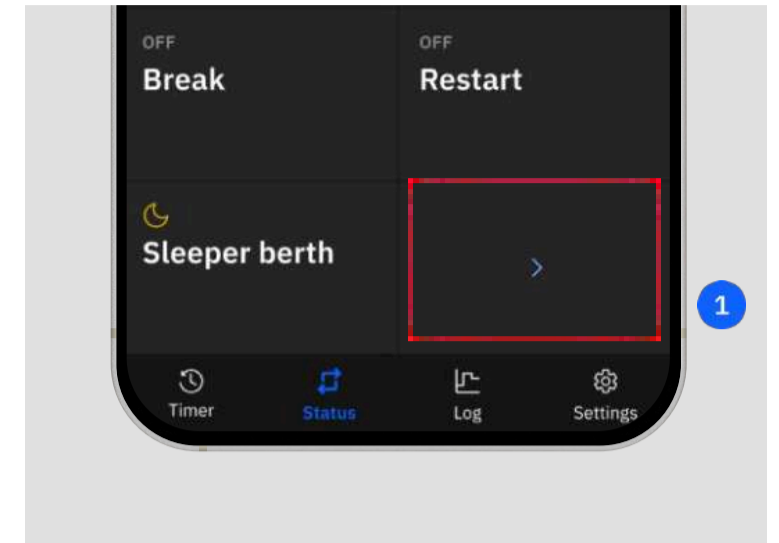 OFF
Break
OFF
Restart
Sleeper berth
1
Timer
Status
Log
Settings